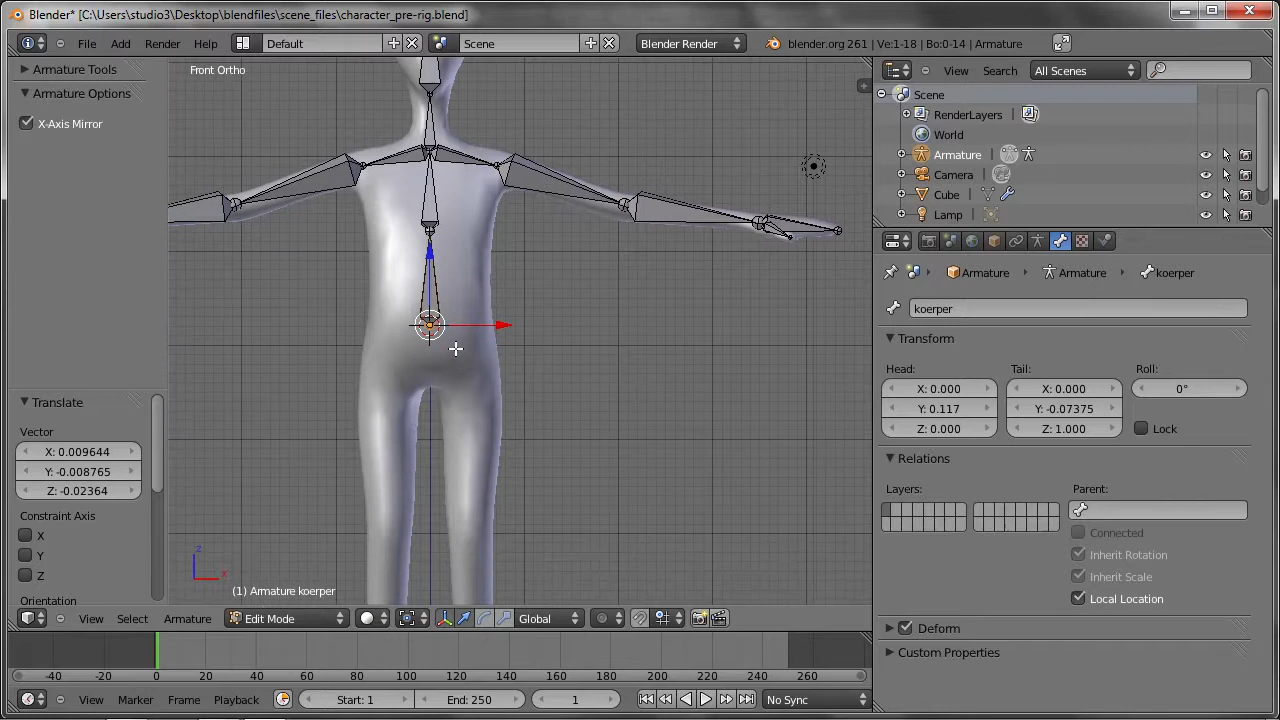 Blender* [C:\Users\studio3\Desktop\blendfiles\scene_files\character_pre-rig.blend]
File Add Render Help Default Scene Blender Render blender.org 261 | Ve:1-18 | Bo:0-14 | Armature
Armature Tools
Armature Options
X-Axis Mirror
Translate
Vector
X: 0.009644
Y: -0.008765
Z: -0.02364
Constraint Axis
X
Y
Z
Orientation
Front Ortho
z
x
(1) Armature koerper
View Select Armature Edit Mode Global
-40 -20 0 20 40 60 80 100 120 140 160 180 200 220 240 260
View Marker Frame Playback Start: 1 End: 250 1 No Sync
View Search All Scenes
Scene
RenderLayers |
World
Armature |
Camera |
Cube |
Lamp |
Armature Armature koerper
koerper
Transform
Head: Tail: Roll:
X: 0.000 X: 0.000 0°
Y: 0.117 Y: -0.07375
Z: 0.000 Z: 1.000 Lock
Relations
Layers: Parent:
Connected
Inherit Rotation
Inherit Scale
Local Location
Deform
Custom Properties